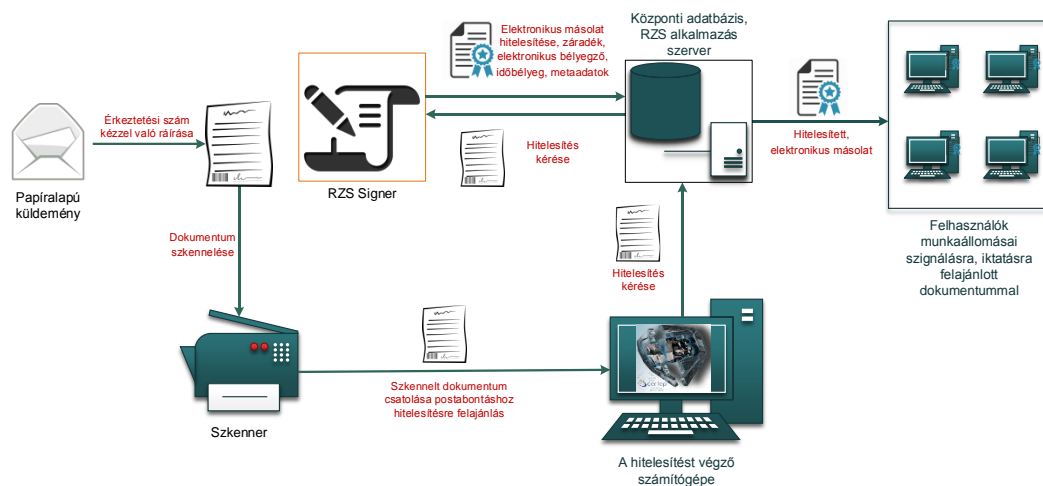 Elektronikus másolat
hitelesítése, záradék,
elektronikus bélyegző,
időbélyeg, metaadatok
Központi adatbázis,
RZS alkalmazás
szerver
Érkeztetési szám
kézzel való ráírása
Hitelesítés
kérése
Hitelesített,
elektronikus másolat
Papíralapú
küldemény
RZS Signer
Dokumentum
szkennelése
Hitelesítés
kérése
Felhasználók
munkaállomásai
szignálásra, iktatásra
felajánlott
dokumentummal
Szkennelt dokumentum
csatolása postabontáshoz
hitelesítésre felajánlás
Szkenner
A hitelesítést végző
számítógépe